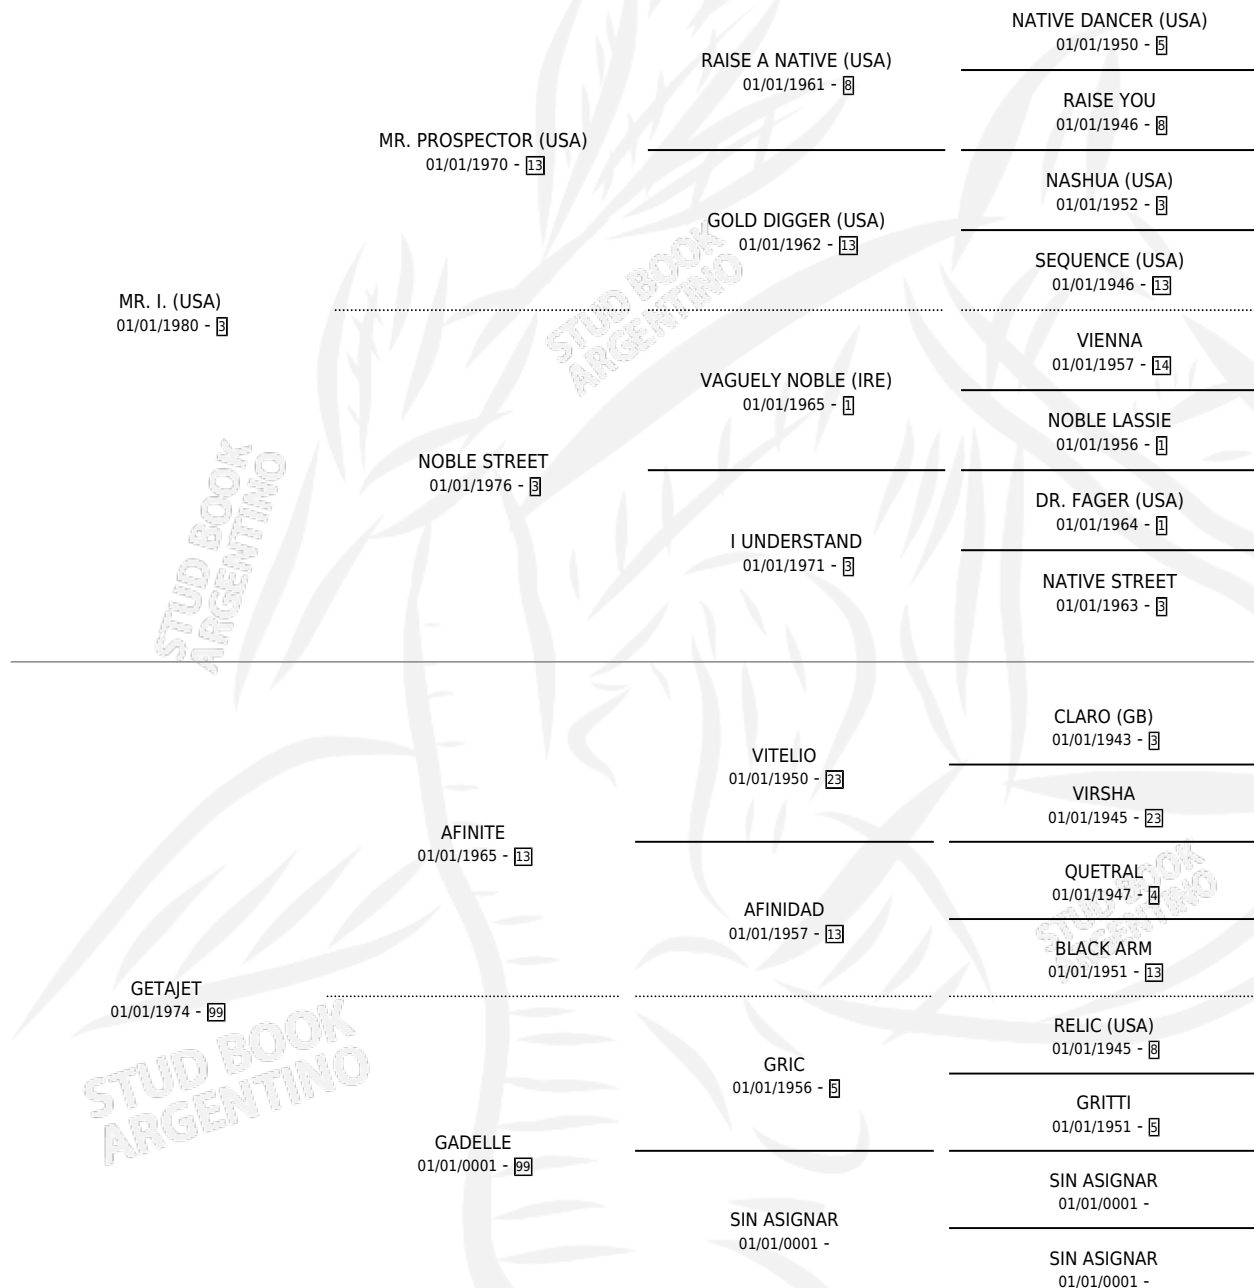 NATIVE DANCER (USA)
01/01/1950 - 5
RAISE A NATIVE (USA)
01/01/1961 - 8
RAISE YOU
01/01/1946 - 8
MR. PROSPECTOR (USA)
01/01/1970 - 13
NASHUA (USA)
01/01/1952 - 3
GOLD DIGGER (USA)
01/01/1962 - 13
SEQUENCE (USA)
01/01/1946 - 13
MR. I. (USA)
01/01/1980 - 3
STUD BOOK
ARGENTINO
VIENNA
01/01/1957 - 14
VAGUELY NOBLE (IRE)
01/01/1965 - 1
NOBLE LASSIE
01/01/1956 - 1
NOBLE STREET
01/01/1976 - 3
DR. FAGER (USA)
01/01/1964 - 1
I UNDERSTAND
01/01/1971 - 3
NATIVE STREET
01/01/1963 - 3
STUD BOOK
ARGENTINO
CLARO (GB)
01/01/1943 - 3
VITELIO
01/01/1950 - 23
VIRSHA
01/01/1945 - 23
AFINITE
01/01/1965 - 13
QUETRAL
01/01/1947 - 4
AFINIDAD
01/01/1957 - 13
BLACK ARM
01/01/1951 - 13
STUD BOOK
ARGENTINO
GETAJET
01/01/1974 - 99
RELIC (USA)
01/01/1945 - 8
GRIC
01/01/1956 - 5
GRITTI
01/01/1951 - 5
STUD BOOK
ARGENTINO
GADELLE
01/01/0001 - 99
SIN ASIGNAR
01/01/0001 -
SIN ASIGNAR
01/01/0001 -
SIN ASIGNAR
01/01/0001 -